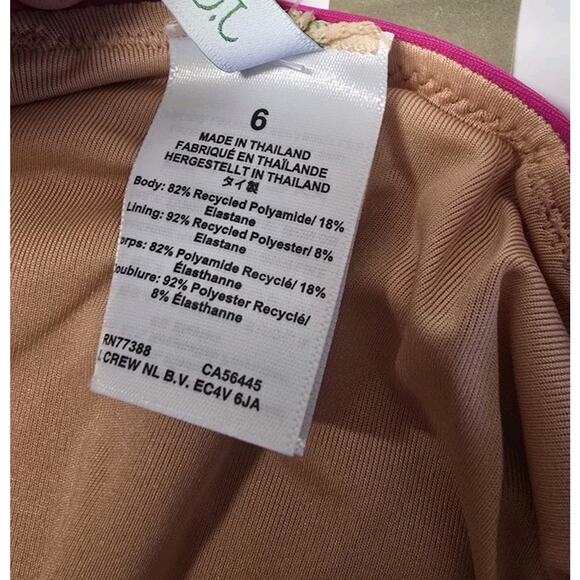 6
MADE IN THAILAND
FABRIQUÉ EN THAÏLANDE
HERGESTELLT IN THAILAND
タイ製
Body: 82% Recycled Polyamide/ 18%
Elastane
Lining: 92% Recycled Polyester/ 8%
Elastane
orps: 82% Polyamide Recyclé/ 18%
Élasthanne
oublure: 92% Polyester Recyclé/
8% Élasthanne
RN77388 CA56445
CREW NL B.V. EC4V 6JA